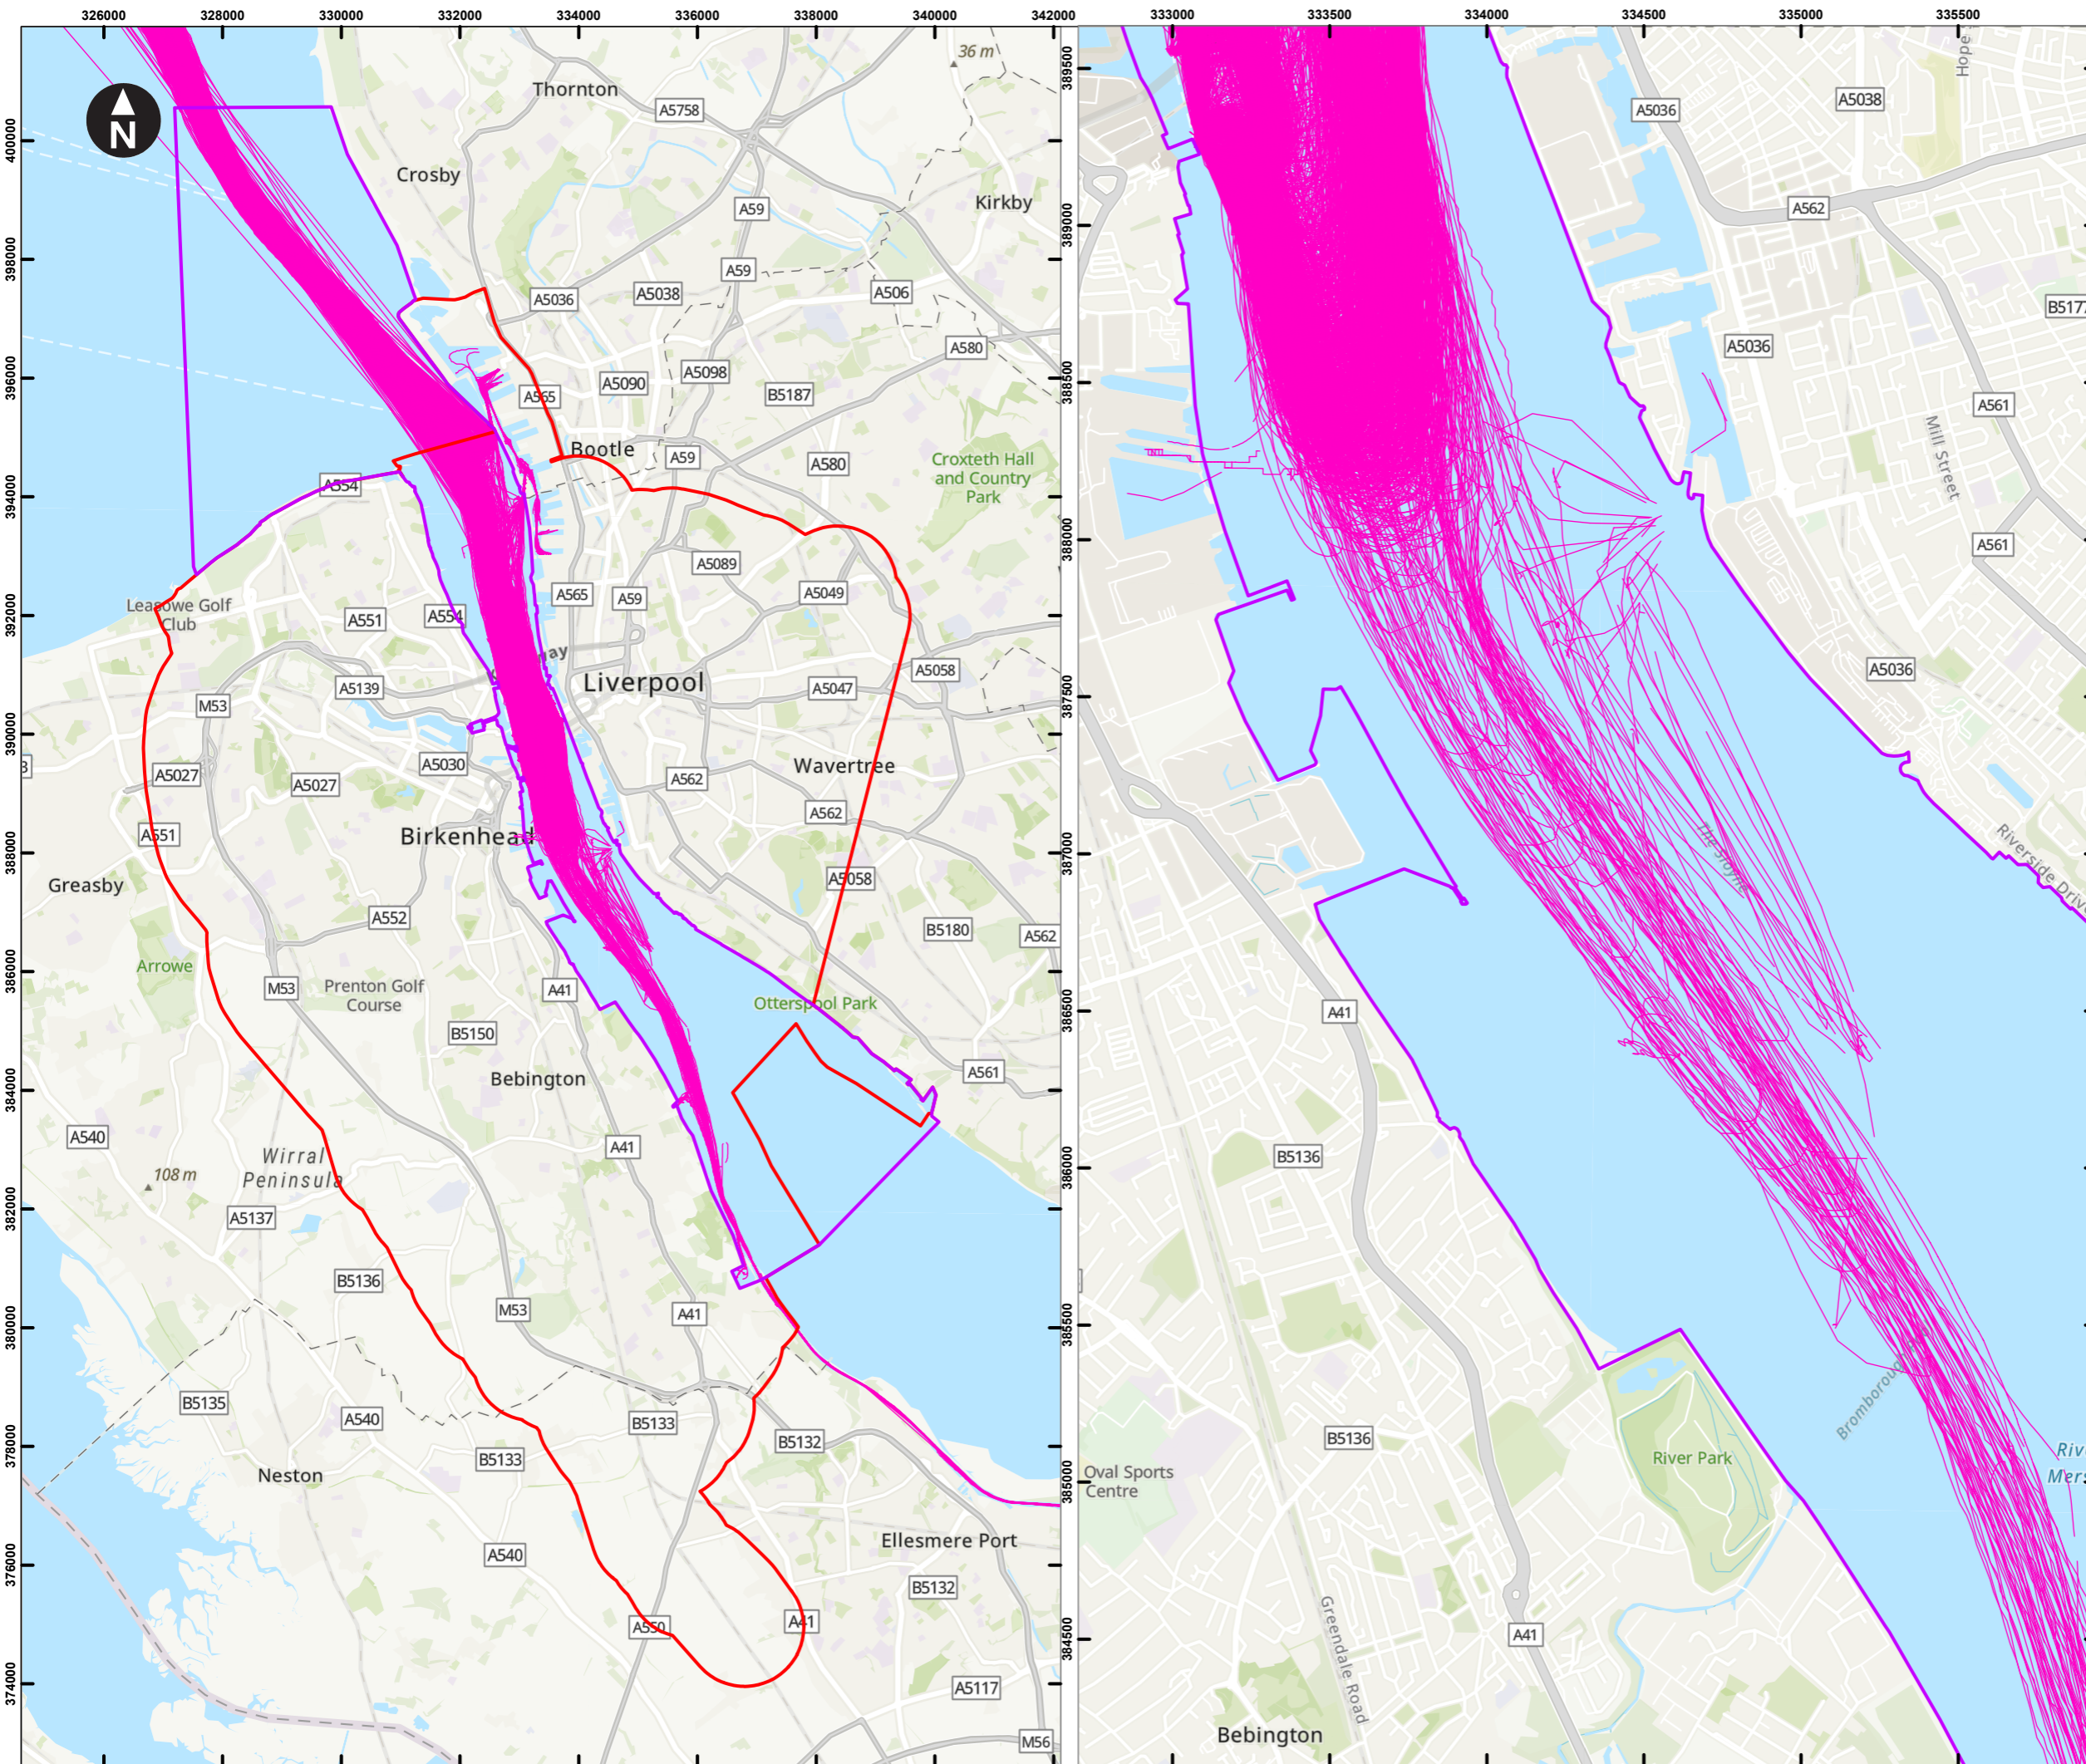 326000 328000 330000 332000 334000 336000 338000 340000 342000
333000 333500 334000 334500 335000 335500
400000
398000
396000
394000
392000
390000
388000
386000
384000
382000
380000
378000
376000
374000
N
36 m
Thornton
A5758
Crosby
A59
Kirkby
A59
A5036
A5038
A506
A580
A5098
A5090
B5187
A565
Bootle
A59
A580
Croxteth Hall
and Country
Park
A554
A5089
A5049
A565
A59
Leasowe Golf
Club
A551
A554
way
Liverpool
A5058
A5139
A5047
M53
A5030
Wavertree
A5027
A5027
A562
A562
A551
Birkenhead
Greasby
A5058
A552
B5180
A562
Arrowe
M53
Prenton Golf
Course
A41
Otterspool Park
B5150
Bebington
A561
A540
A41
Wirral
Peninsula
108 m
A5137
B5136
M53
A41
B5135
A540
B5133
B5132
B5133
Neston
A540
Ellesmere Port
B5132
A550
A41
A5117
M56
389500
389000
388500
388000
387500
387000
386500
386000
385500
385000
384500
Hope
A5036
A5038
A562
B5177
A5036
A561
Mill Street
A561
A5036
The Sloyne
Riverside Drive
A41
B5136
B5136
Oval Sports
Centre
River Park
Greendale Road
A41
Bebington